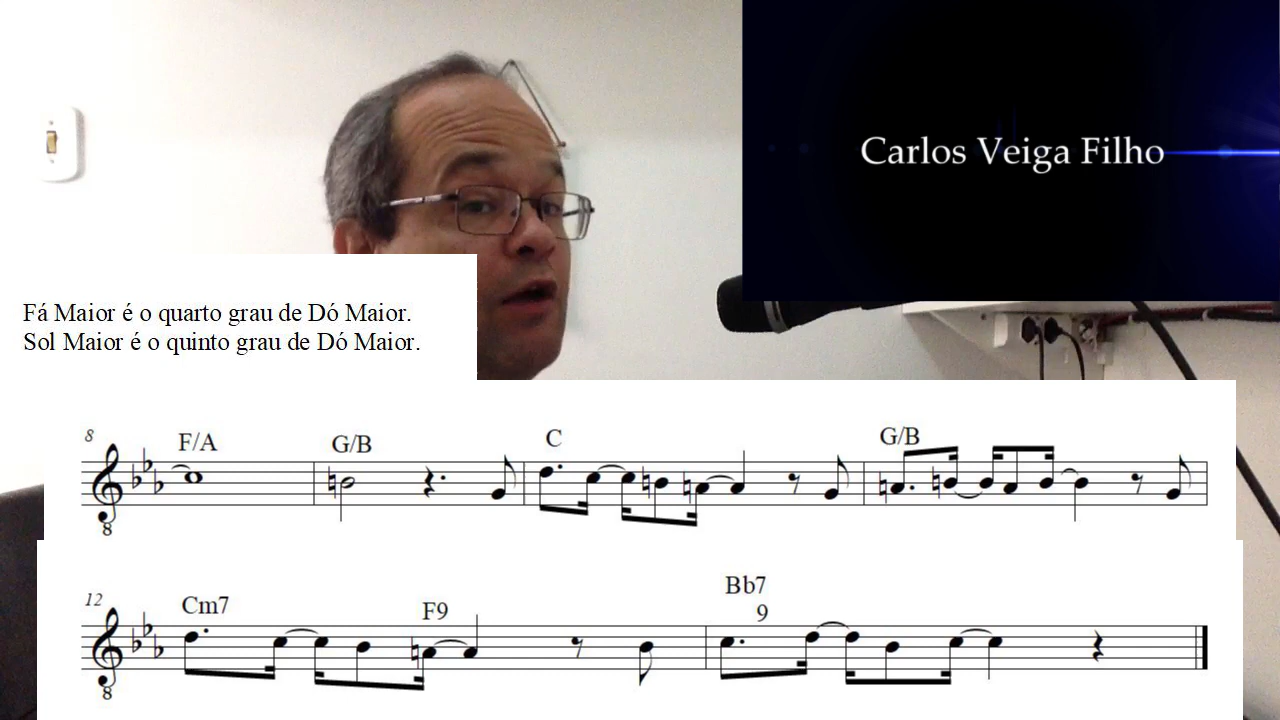 Carlos Veiga Filho
Fá Maior é o quarto grau de Dó Maior.
Sol Maior é o quinto grau de Dó Maior.
8 F/A G/B C G/B
8
12 Cm7 F9 Bb7
9
8